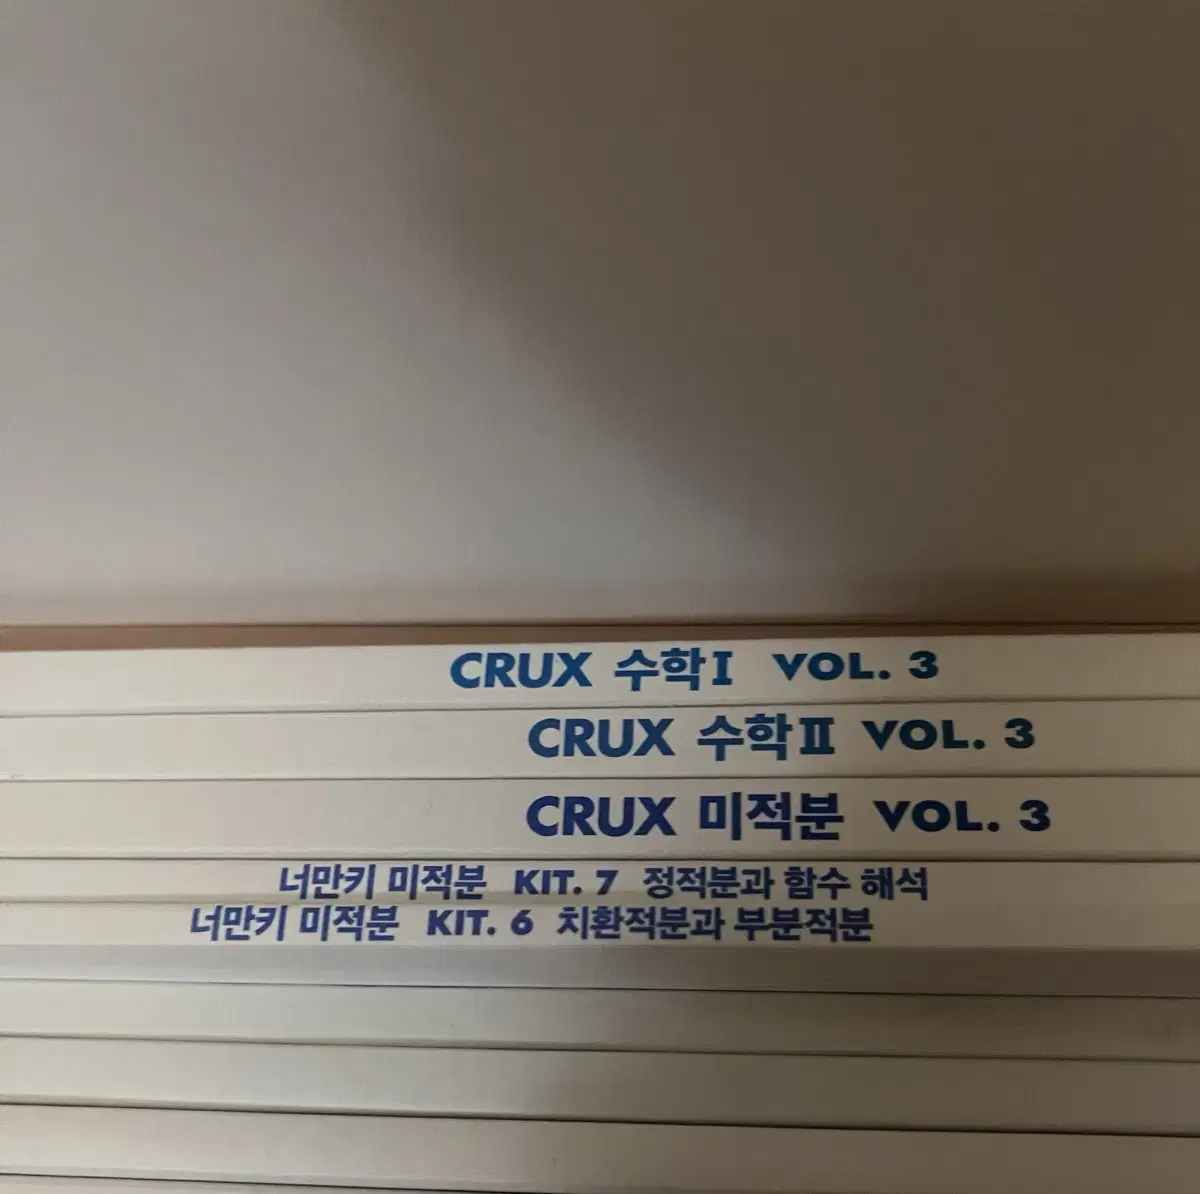 CRUX 수학Ⅰ VOL. 3
CRUX 수학Ⅱ VOL. 3
CRUX 미적분 VOL. 3
너만키 미적분 KIT. 7 정적분과 함수 해석
너만키 미적분 KIT. 6 치환적분과 부분적분